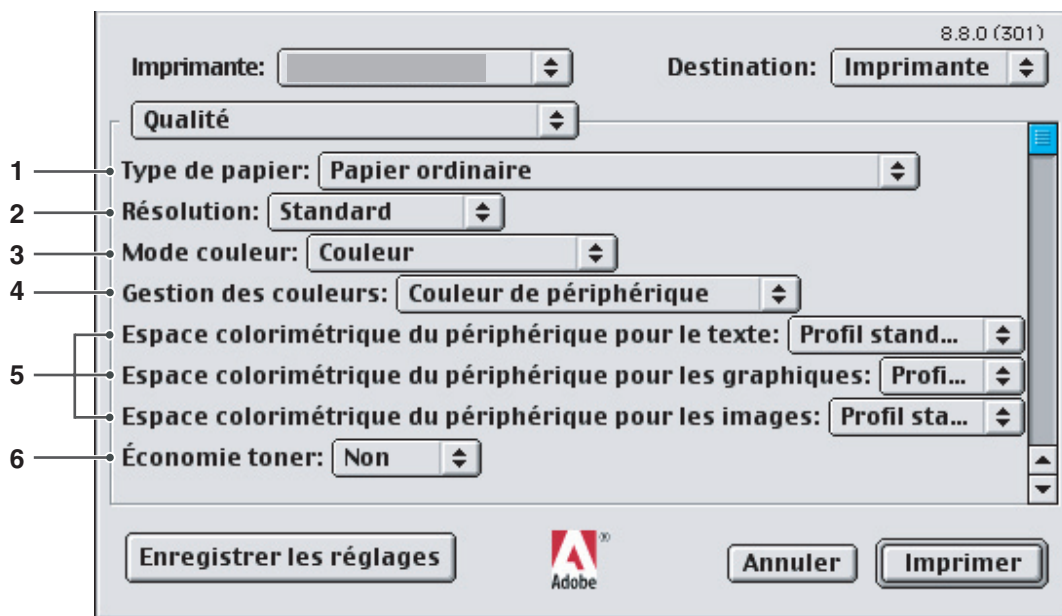 8.8.0 (301)
Imprimante: Destination: Imprimante
Qualité
1 Type de papier: Papier ordinaire
2 Résolution: Standard
3 Mode couleur: Couleur
4 Gestion des couleurs: Couleur de périphérique
Espace colorimétrique du périphérique pour le texte: Profil stand...
5 Espace colorimétrique du périphérique pour les graphiques: Profi...
Espace colorimétrique du périphérique pour les images: Profil sta...
6 Économie toner: Non
Enregistrer les réglages Adobe ® Annuler Imprimer